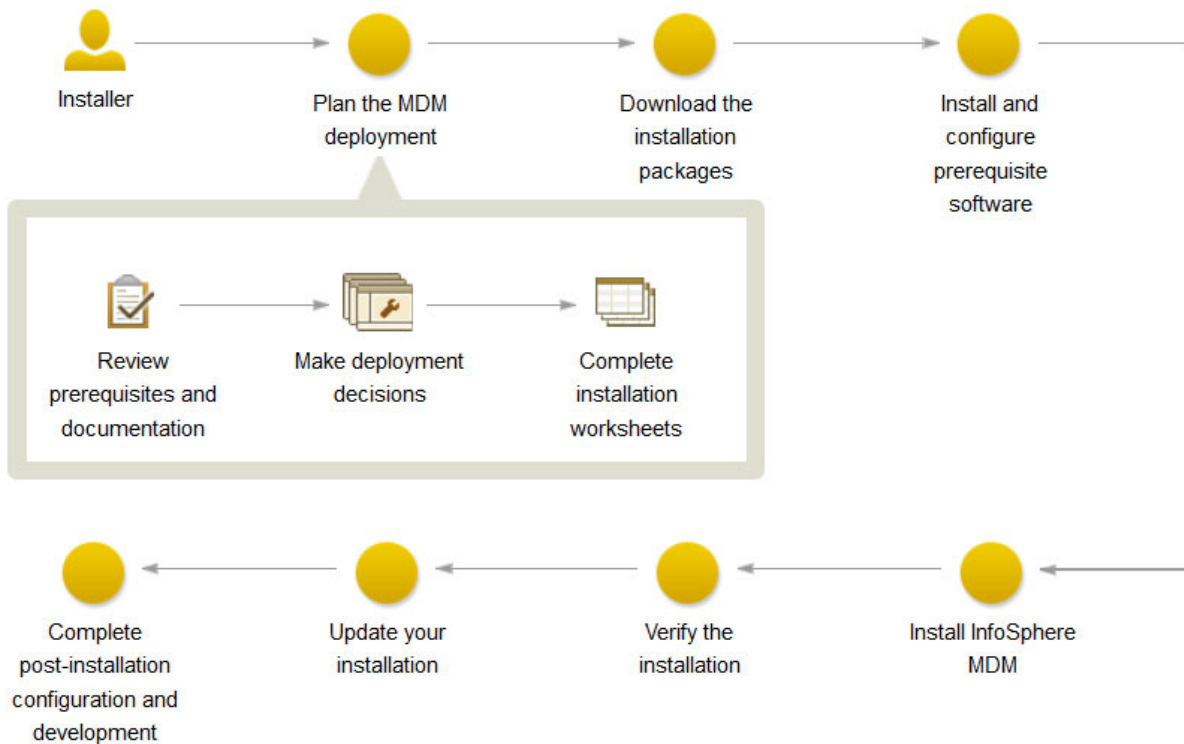 Installer
Plan the MDM
deployment
Download the
installation
packages
Install and
configure
prerequisite
software
Review
prerequisites and
documentation
Make deployment
decisions
Complete
installation
worksheets
Complete
post-installation
configuration and
development
Update your
installation
Verify the
installation
Install InfoSphere
MDM